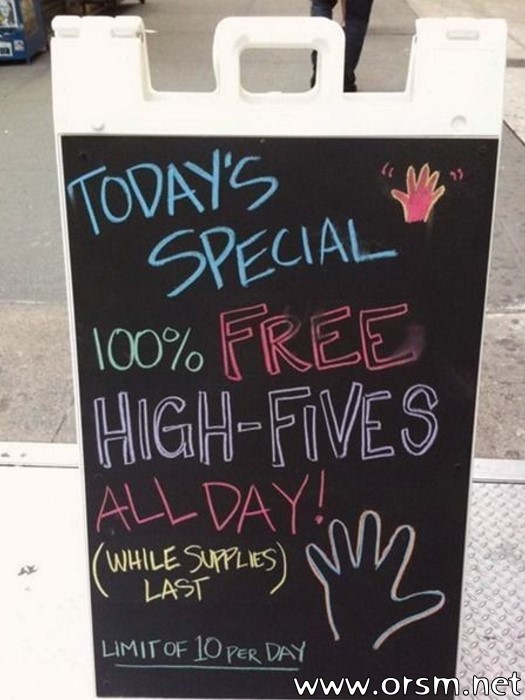 TODAY'S
SPECIAL
100% FREE
HIGH-FIVES
ALL DAY!
(WHILE SUPPLIES)
LAST
LIMIT OF 10 PER DAY
www.orsm.net